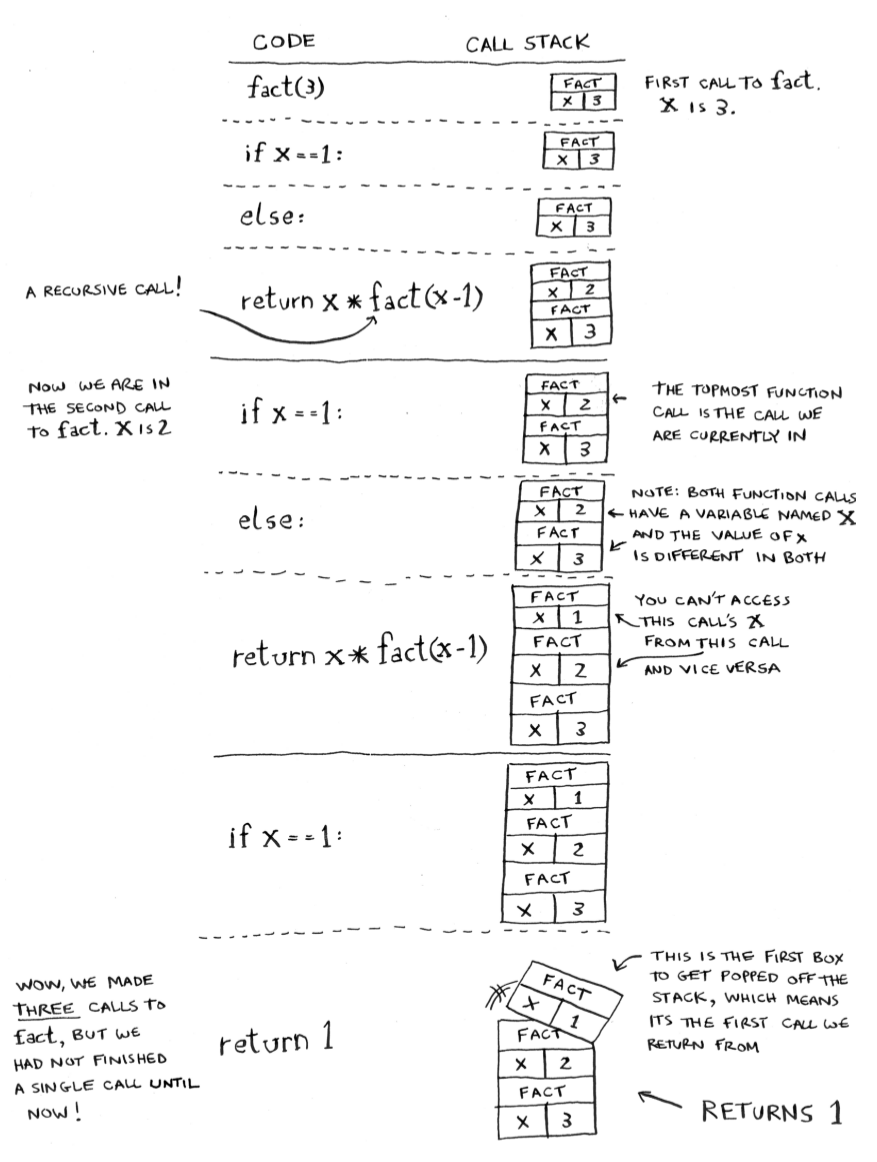 CODE
CALL STACK
fact(3)
FACT
X 3
FIRST CALL TO fact.
X IS 3.
if x==1:
FACT
X 3
else:
FACT
X 3
A RECURSIVE CALL!
return x * fact(x-1)
FACT
X 2
FACT
X 3
NOW WE ARE IN
THE SECOND CALL
TO fact. X IS 2
if x==1:
FACT
X 2
FACT
X 3
THE TOPMOST FUNCTION
CALL IS THE CALL WE
ARE CURRENTLY IN
else:
FACT
X 2
FACT
X 3
NOTE: BOTH FUNCTION CALLS
HAVE A VARIABLE NAMED X
AND THE VALUE OF X
IS DIFFERENT IN BOTH
return x * fact(x-1)
FACT
X 1
FACT
X 2
FACT
X 3
YOU CAN'T ACCESS
THIS CALL'S X
FROM THIS CALL
AND VICE VERSA
if x==1:
FACT
X 1
FACT
X 2
FACT
X 3
WOW, WE MADE
THREE CALLS TO
fact, BUT WE
HAD NOT FINISHED
A SINGLE CALL UNTIL
NOW!
return 1
FACT
X 1
FACT
X 2
FACT
X 3
THIS IS THE FIRST BOX
TO GET POPPED OFF THE
STACK, WHICH MEANS
ITS THE FIRST CALL WE
RETURN FROM
RETURNS 1